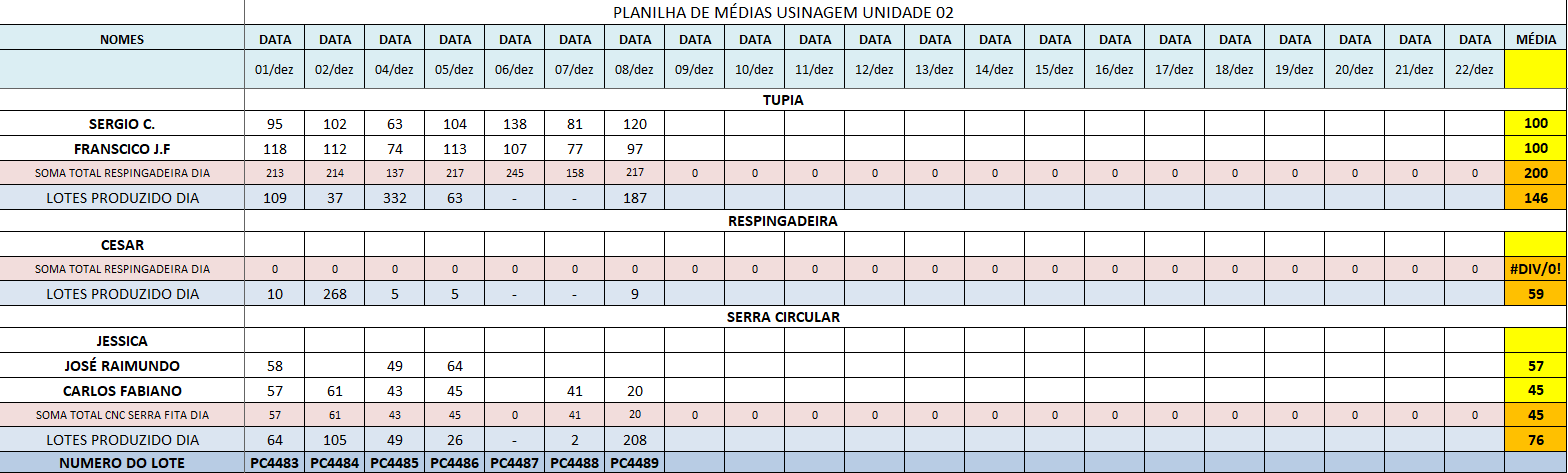 PLANILHA DE MÉDIAS USINAGEM UNIDADE 02
NOMES DATA DATA DATA DATA DATA DATA DATA DATA DATA DATA DATA DATA DATA DATA DATA DATA DATA DATA DATA DATA DATA MÉDIA
01/dez 02/dez 04/dez 05/dez 06/dez 07/dez 08/dez 09/dez 10/dez 11/dez 12/dez 13/dez 14/dez 15/dez 16/dez 17/dez 18/dez 19/dez 20/dez 21/dez 22/dez
TUPIA
SERGIO C. 95 102 63 104 138 81 120 100
FRANSCICO J.F 118 112 74 113 107 77 97 100
SOMA TOTAL RESPINGADEIRA DIA 213 214 137 217 245 158 217 0 0 0 0 0 0 0 0 0 0 0 0 0 0 200
LOTES PRODUZIDO DIA 109 37 332 63 - - 187 146
RESPINGADEIRA
CESAR
SOMA TOTAL RESPINGADEIRA DIA 0 0 0 0 0 0 0 0 0 0 0 0 0 0 0 0 0 0 0 0 0 #DIV/0!
LOTES PRODUZIDO DIA 10 268 5 5 - - 9 59
SERRA CIRCULAR
JESSICA
JOSÉ RAIMUNDO 58 49 64 57
CARLOS FABIANO 57 61 43 45 41 20 45
SOMA TOTAL CNC SERRA FITA DIA 57 61 43 45 0 41 20 0 0 0 0 0 0 0 0 0 0 0 0 0 0 45
LOTES PRODUZIDO DIA 64 105 49 26 - 2 208 76
NUMERO DO LOTE PC4483 PC4484 PC4485 PC4486 PC4487 PC4488 PC4489